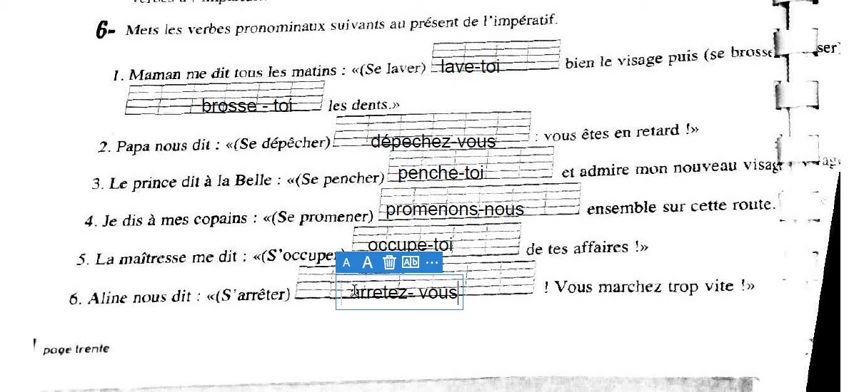 6- Mets les verbes pronominaux suivants au présent de l'impératif.
1. Maman me dit tous les matins : «(Se laver) lave-toi bien le visage puis (se brosser)
brosse - toi les dents.»
2. Papa nous dit : «(Se dépêcher) dépechez-vous : vous êtes en retard !»
3. Le prince dit à la Belle : «(Se pencher) penche-toi et admire mon nouveau visage
4. Je dis à mes copains : «(Se promener) promenons-nous ensemble sur cette route.
5. La maîtresse me dit : «(S'occuper) occupe-toi de tes affaires !»
A A Ab ...
6. Aline nous dit : «(S'arrêter) arretez- vous ! Vous marchez trop vite !»
page trente